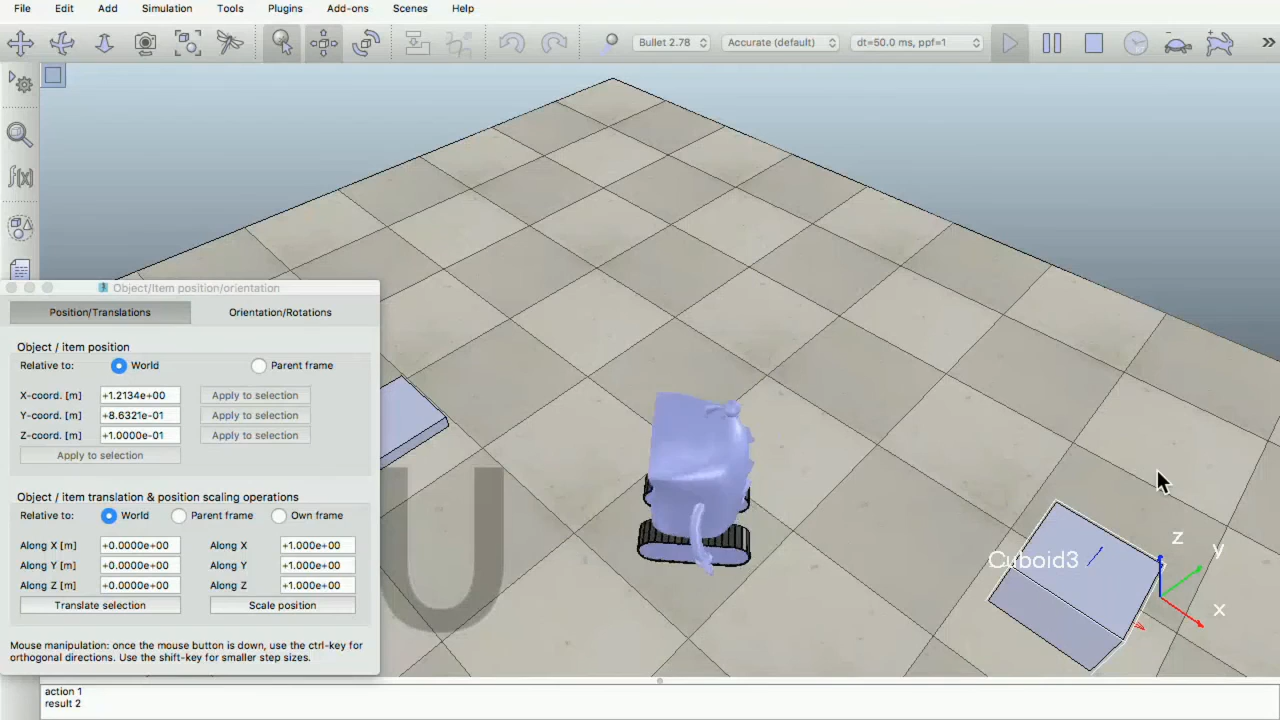 File Edit Add Simulation Tools Plugins Add-ons Scenes Help
Bullet 2.78 Accurate (default) dt=50.0 ms, ppf=1
f(x)
Object/Item position/orientation
Position/Translations Orientation/Rotations
Object / item position
Relative to: World Parent frame
X-coord. [m] +1.2134e+00 Apply to selection
Y-coord. [m] +8.6321e-01 Apply to selection
Z-coord. [m] +1.0000e-01 Apply to selection
Apply to selection
Object / item translation & position scaling operations
Relative to: World Parent frame Own frame
Along X [m] +0.0000e+00 Along X +1.000e+00
Along Y [m] +0.0000e+00 Along Y +1.000e+00
Along Z [m] +0.0000e+00 Along Z +1.000e+00
Translate selection Scale position
Mouse manipulation: once the mouse button is down, use the ctrl-key for
orthogonal directions. Use the shift-key for smaller step sizes.
U
Cuboid3
z
y
x
action 1
result 2